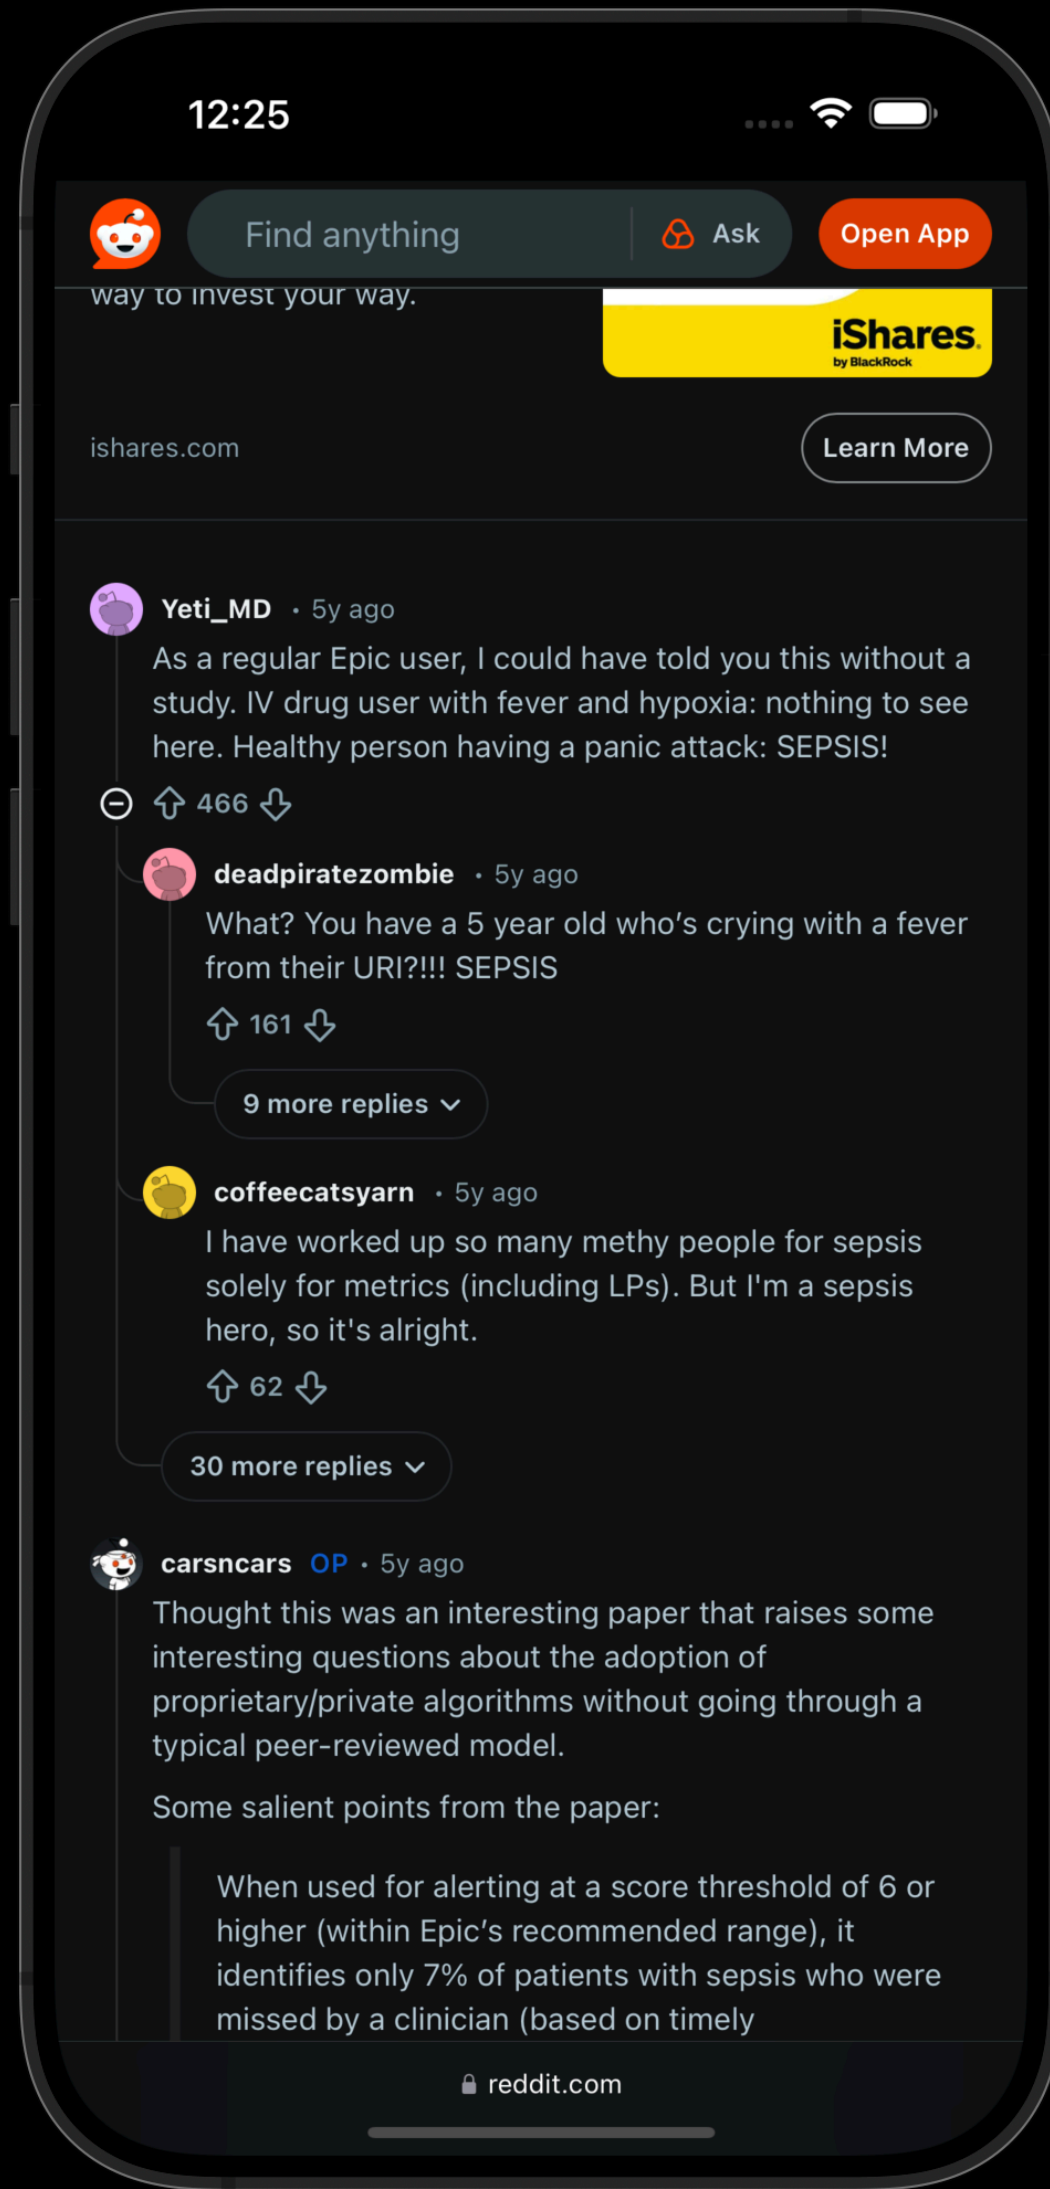 12:25
Find anything
Ask
Open App
way to invest your way.
iShares.
by BlackRock
ishares.com
Learn More
Yeti_MD • 5y ago
As a regular Epic user, I could have told you this without a
study. IV drug user with fever and hypoxia: nothing to see
here. Healthy person having a panic attack: SEPSIS!
466
deadpiratezombie • 5y ago
What? You have a 5 year old who’s crying with a fever
from their URI?!!! SEPSIS
161
9 more replies
coffeecatsyarn • 5y ago
I have worked up so many methy people for sepsis
solely for metrics (including LPs). But I'm a sepsis
hero, so it's alright.
62
30 more replies
carsncars OP • 5y ago
Thought this was an interesting paper that raises some
interesting questions about the adoption of
proprietary/private algorithms without going through a
typical peer-reviewed model.
Some salient points from the paper:
When used for alerting at a score threshold of 6 or
higher (within Epic’s recommended range), it
identifies only 7% of patients with sepsis who were
missed by a clinician (based on timely
reddit.com